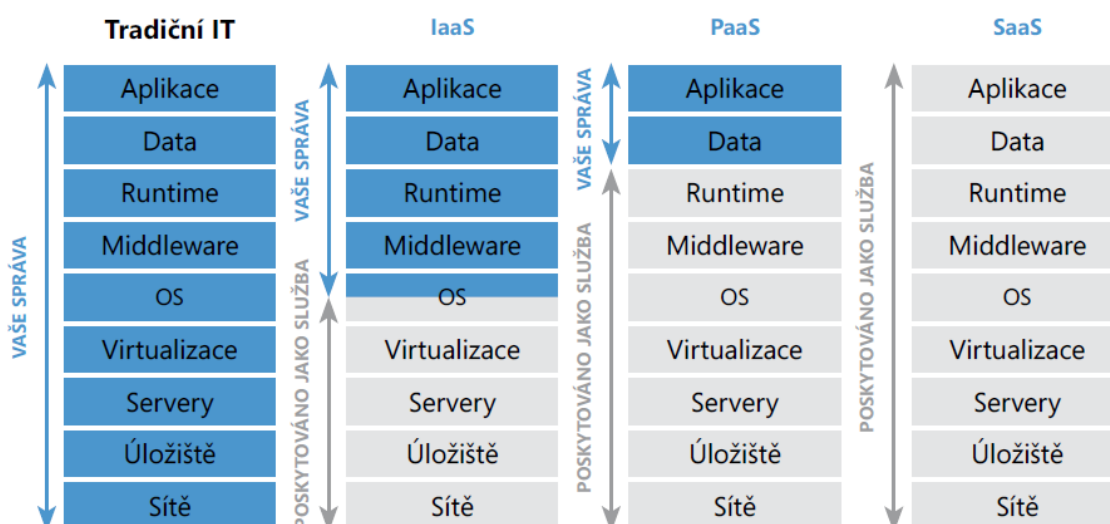 Tradiční IT
IaaS
PaaS
SaaS
VAŠE SPRÁVA
Aplikace
Data
Runtime
Middleware
OS
Virtualizace
Servery
Úložiště
Sítě
VAŠE SPRÁVA
POSKYTOVÁNO JAKO SLUŽBA
Aplikace
Data
Runtime
Middleware
OS
Virtualizace
Servery
Úložiště
Sítě
VAŠE SPRÁVA
POSKYTOVÁNO JAKO SLUŽBA
Aplikace
Data
Runtime
Middleware
OS
Virtualizace
Servery
Úložiště
Sítě
POSKYTOVÁNO JAKO SLUŽBA
Aplikace
Data
Runtime
Middleware
OS
Virtualizace
Servery
Úložiště
Sítě